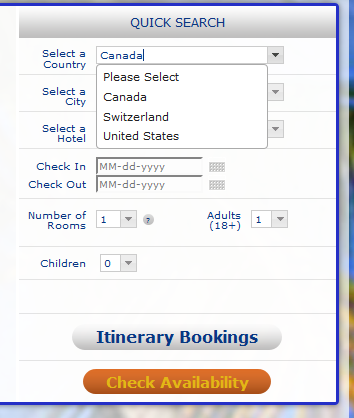 QUICK SEARCH
Select a
Country
Canada
Please Select
Canada
Switzerland
United States
Select a
City
Select a
Hotel
Check In
MM-dd-yyyy
Check Out
MM-dd-yyyy
Number of
Rooms
1
?
Adults
(18+)
1
Children
0
Itinerary Bookings
Check Availability